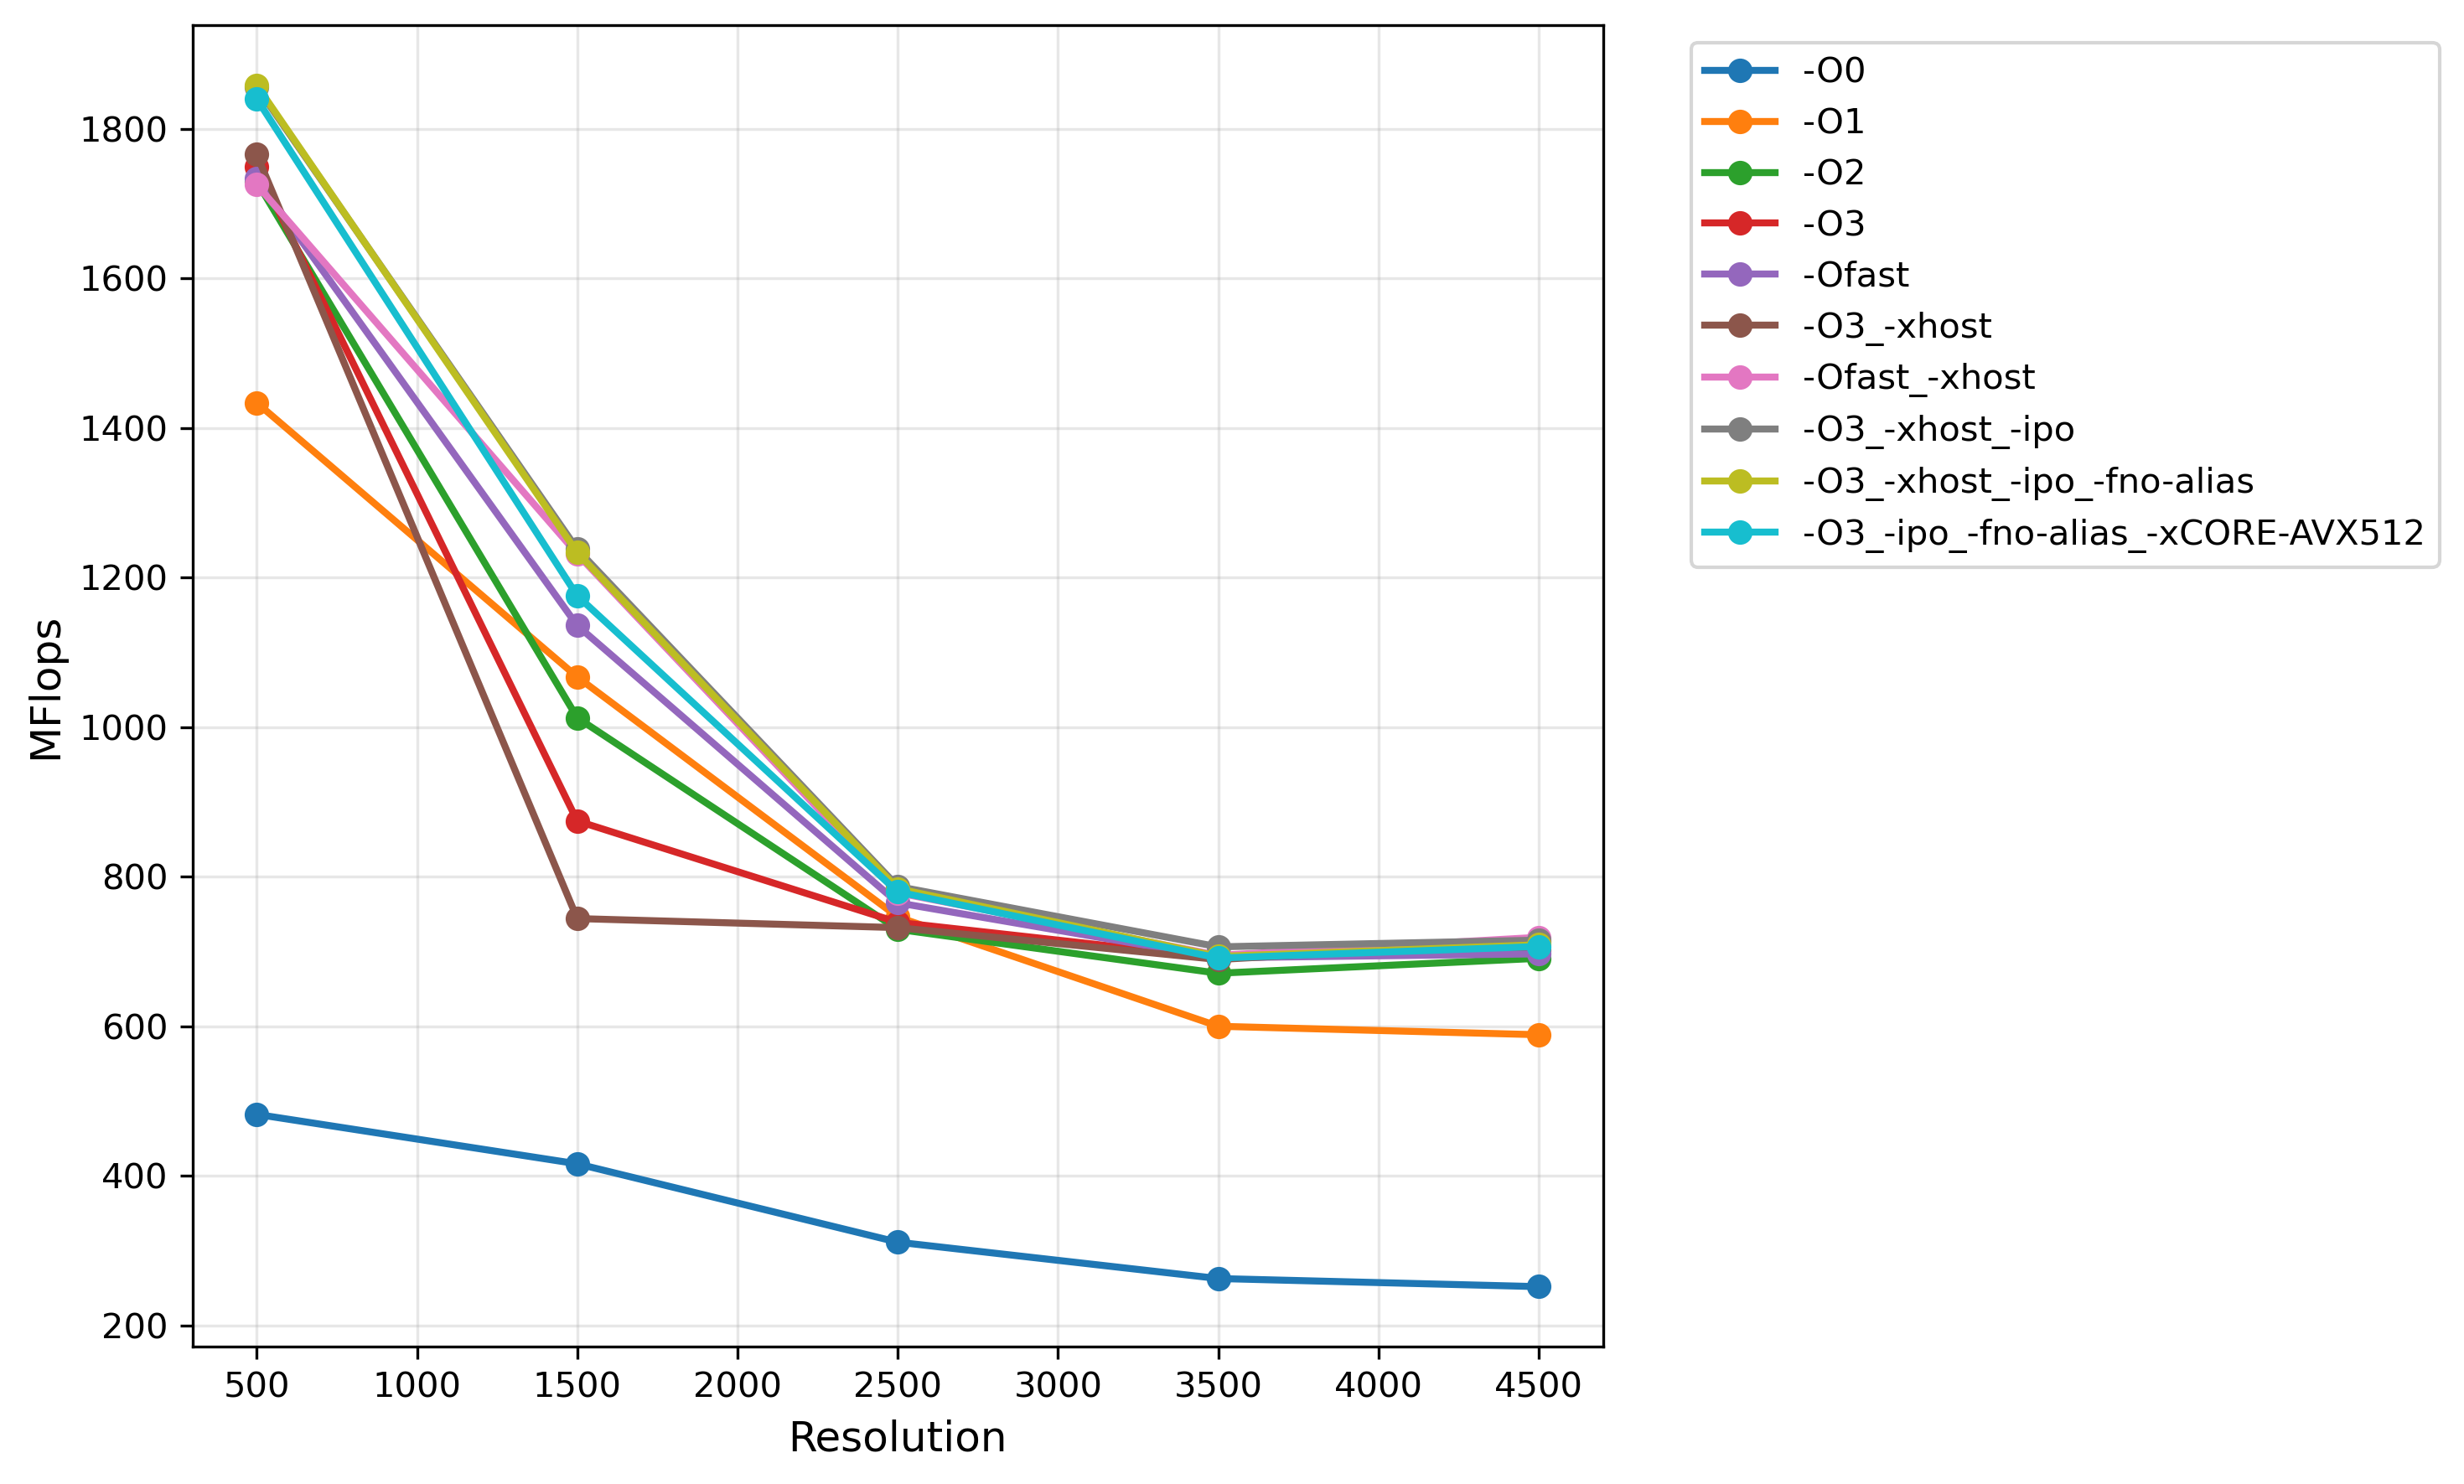 1800
1600
1400
1200
1000
800
600
400
200
MFlops
500 1000 1500 2000 2500 3000 3500 4000 4500
Resolution
-O0
-O1
-O2
-O3
-Ofast
-O3_-xhost
-Ofast_-xhost
-O3_-xhost_-ipo
-O3_-xhost_-ipo_-fno-alias
-O3_-ipo_-fno-alias_-xCORE-AVX512